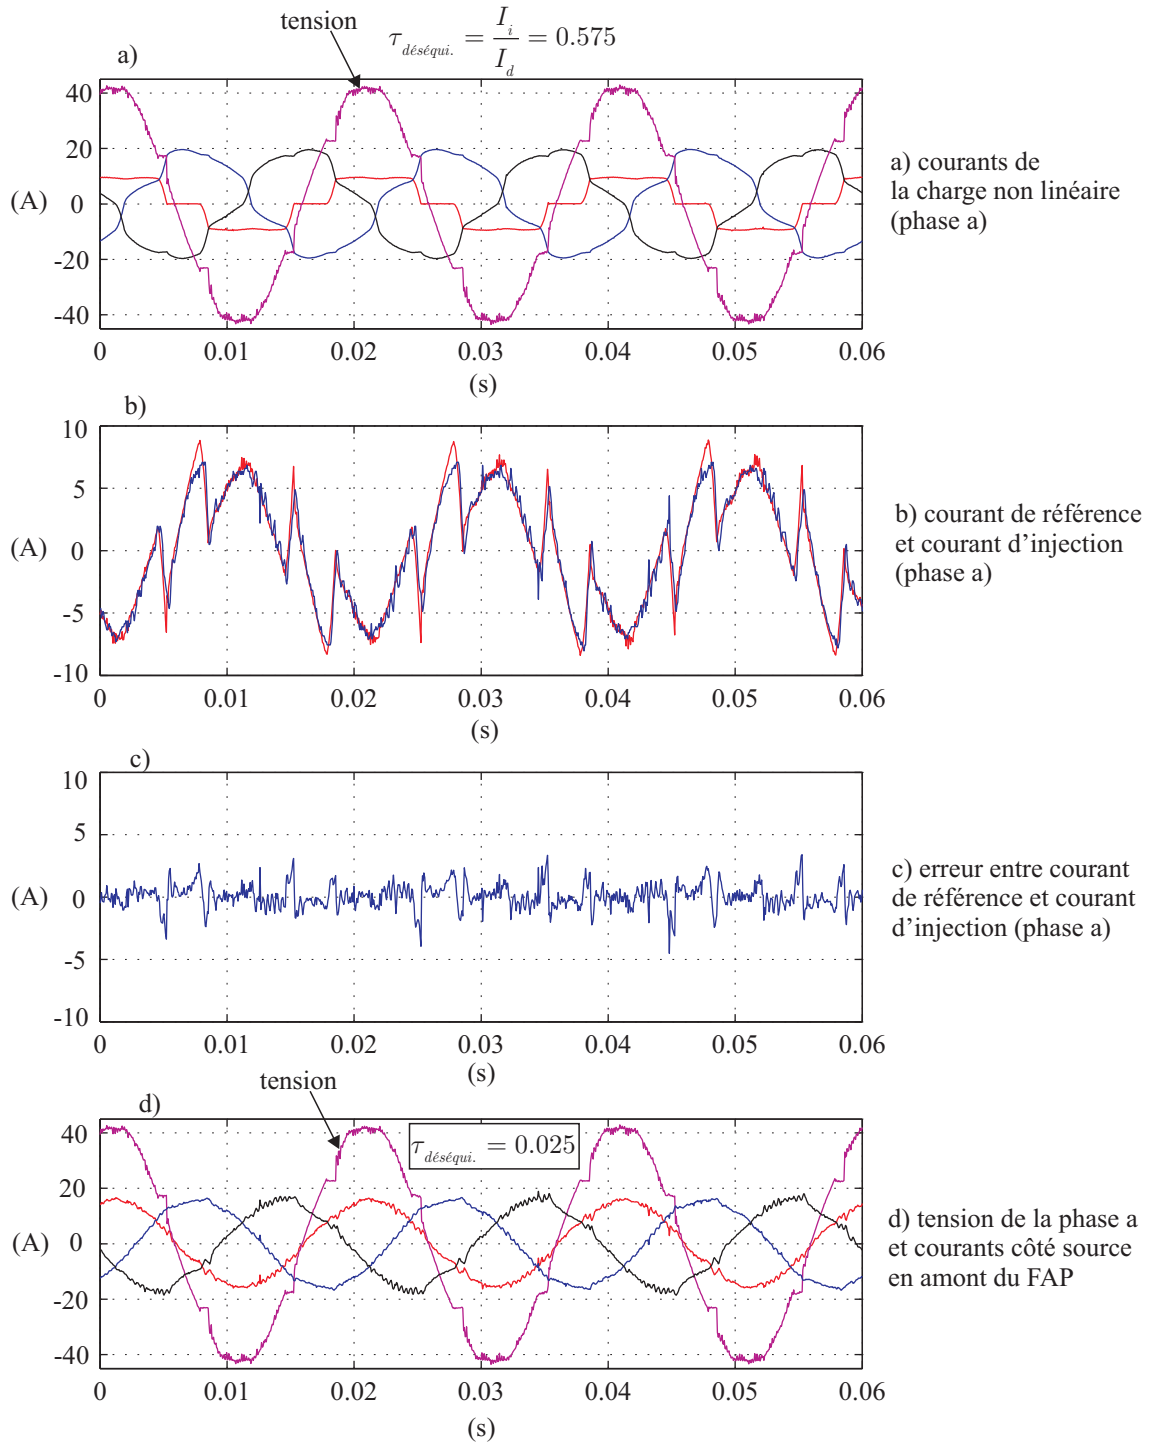 tension
τ déséqui. = I i / I d = 0.575
a)
40
20
0
-20
-40
(A)
0 0.01 0.02 0.03 0.04 0.05 0.06
(s)
a) courants de
la charge non linéaire
(phase a)
b)
10
5
0
-5
-10
(A)
0 0.01 0.02 0.03 0.04 0.05 0.06
(s)
b) courant de référence
et courant d’injection
(phase a)
c)
10
5
0
-5
-10
(A)
0 0.01 0.02 0.03 0.04 0.05 0.06
(s)
c) erreur entre courant
de référence et courant
d’injection (phase a)
tension
d)
τ déséqui. = 0.025
40
20
0
-20
-40
(A)
0 0.01 0.02 0.03 0.04 0.05 0.06
(s)
d) tension de la phase a
et courants côté source
en amont du FAP